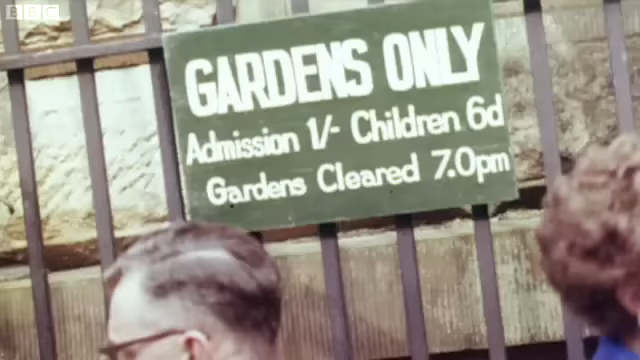 BBC
GARDENS ONLY
Admission 1/- Children 6d
Gardens Cleared 7.0pm